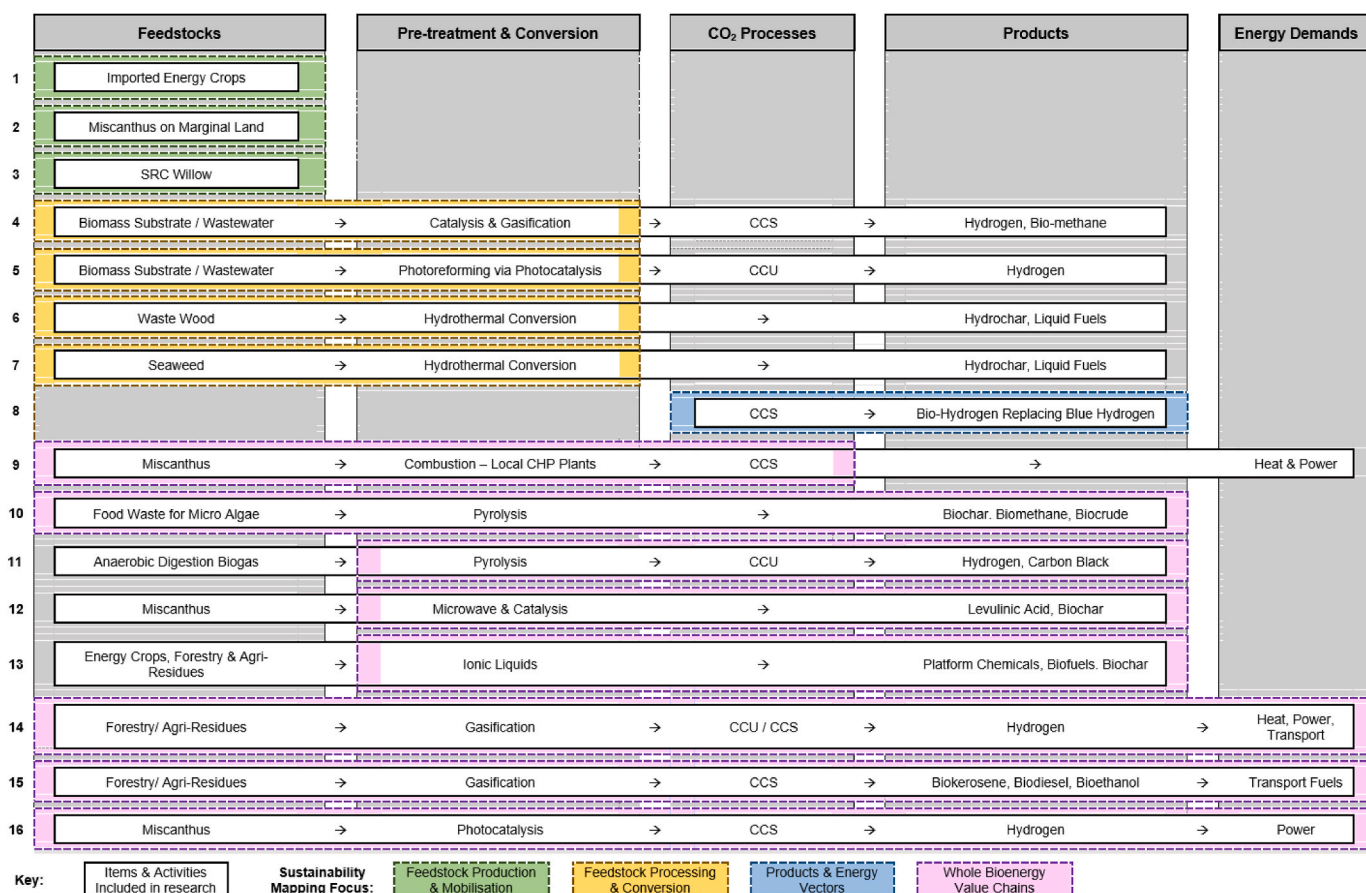 Feedstocks Pre-treatment & Conversion CO₂ Processes Products Energy Demands
1 Imported Energy Crops
2 Miscanthus on Marginal Land
3 SRC Willow
4 Biomass Substrate / Wastewater → Catalysis & Gasification → CCS → Hydrogen, Bio-methane
5 Biomass Substrate / Wastewater → Photoreforming via Photocatalysis → CCU → Hydrogen
6 Waste Wood → Hydrothermal Conversion → Hydrochar, Liquid Fuels
7 Seaweed → Hydrothermal Conversion → Hydrochar, Liquid Fuels
8 CCS → Bio-Hydrogen Replacing Blue Hydrogen
9 Miscanthus → Combustion – Local CHP Plants → CCS → Heat & Power
10 Food Waste for Micro Algae → Pyrolysis → Biochar. Biomethane, Biocrude
11 Anaerobic Digestion Biogas → Pyrolysis → CCU → Hydrogen, Carbon Black
12 Miscanthus → Microwave & Catalysis → Levulinic Acid, Biochar
13 Energy Crops, Forestry & Agri-
Residues → Ionic Liquids → Platform Chemicals, Biofuels. Biochar
14 Forestry/ Agri-Residues → Gasification → CCU / CCS → Hydrogen → Heat, Power,
Transport
15 Forestry/ Agri-Residues → Gasification → CCS → Biokerosene, Biodiesel, Bioethanol → Transport Fuels
16 Miscanthus → Photocatalysis → CCS → Hydrogen → Power
Key: Items & Activities
Included in research
Sustainability
Mapping Focus:
Feedstock Production
& Mobilisation
Feedstock Processing
& Conversion
Products & Energy
Vectors
Whole Bioenergy
Value Chains